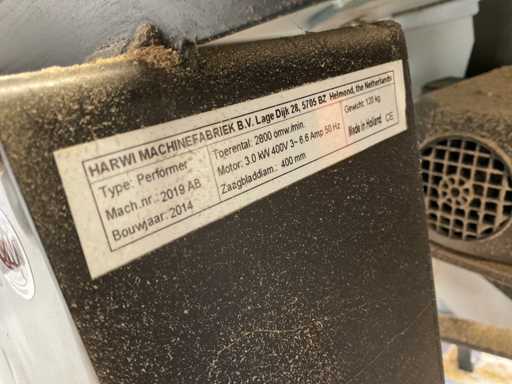 HARWI MACHINEFABRIEK B.V. Lage Dijk 28, 5705 BZ Helmond, the Netherlands
Type: Performer
Toerental: 2800 omw./min.
Gewicht: 120 kg.
Mach.nr.: 2019 AB
Motor: 3.0 kW 400V 3~ 6.6 Amp 50 Hz
Bouwjaar: 2014
Zaagbladdiam.: 400 mm
Made in Holland CE